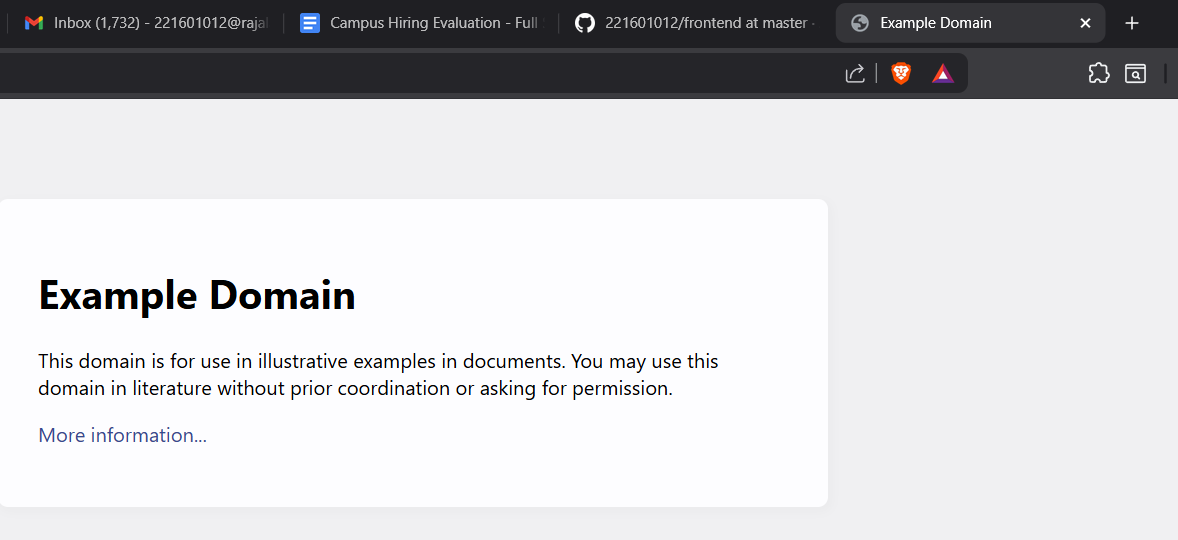 Inbox (1,732) - 221601012@raja
Campus Hiring Evaluation - Full
221601012/frontend at master
Example Domain
Example Domain
This domain is for use in illustrative examples in documents. You may use this
domain in literature without prior coordination or asking for permission.
More information...